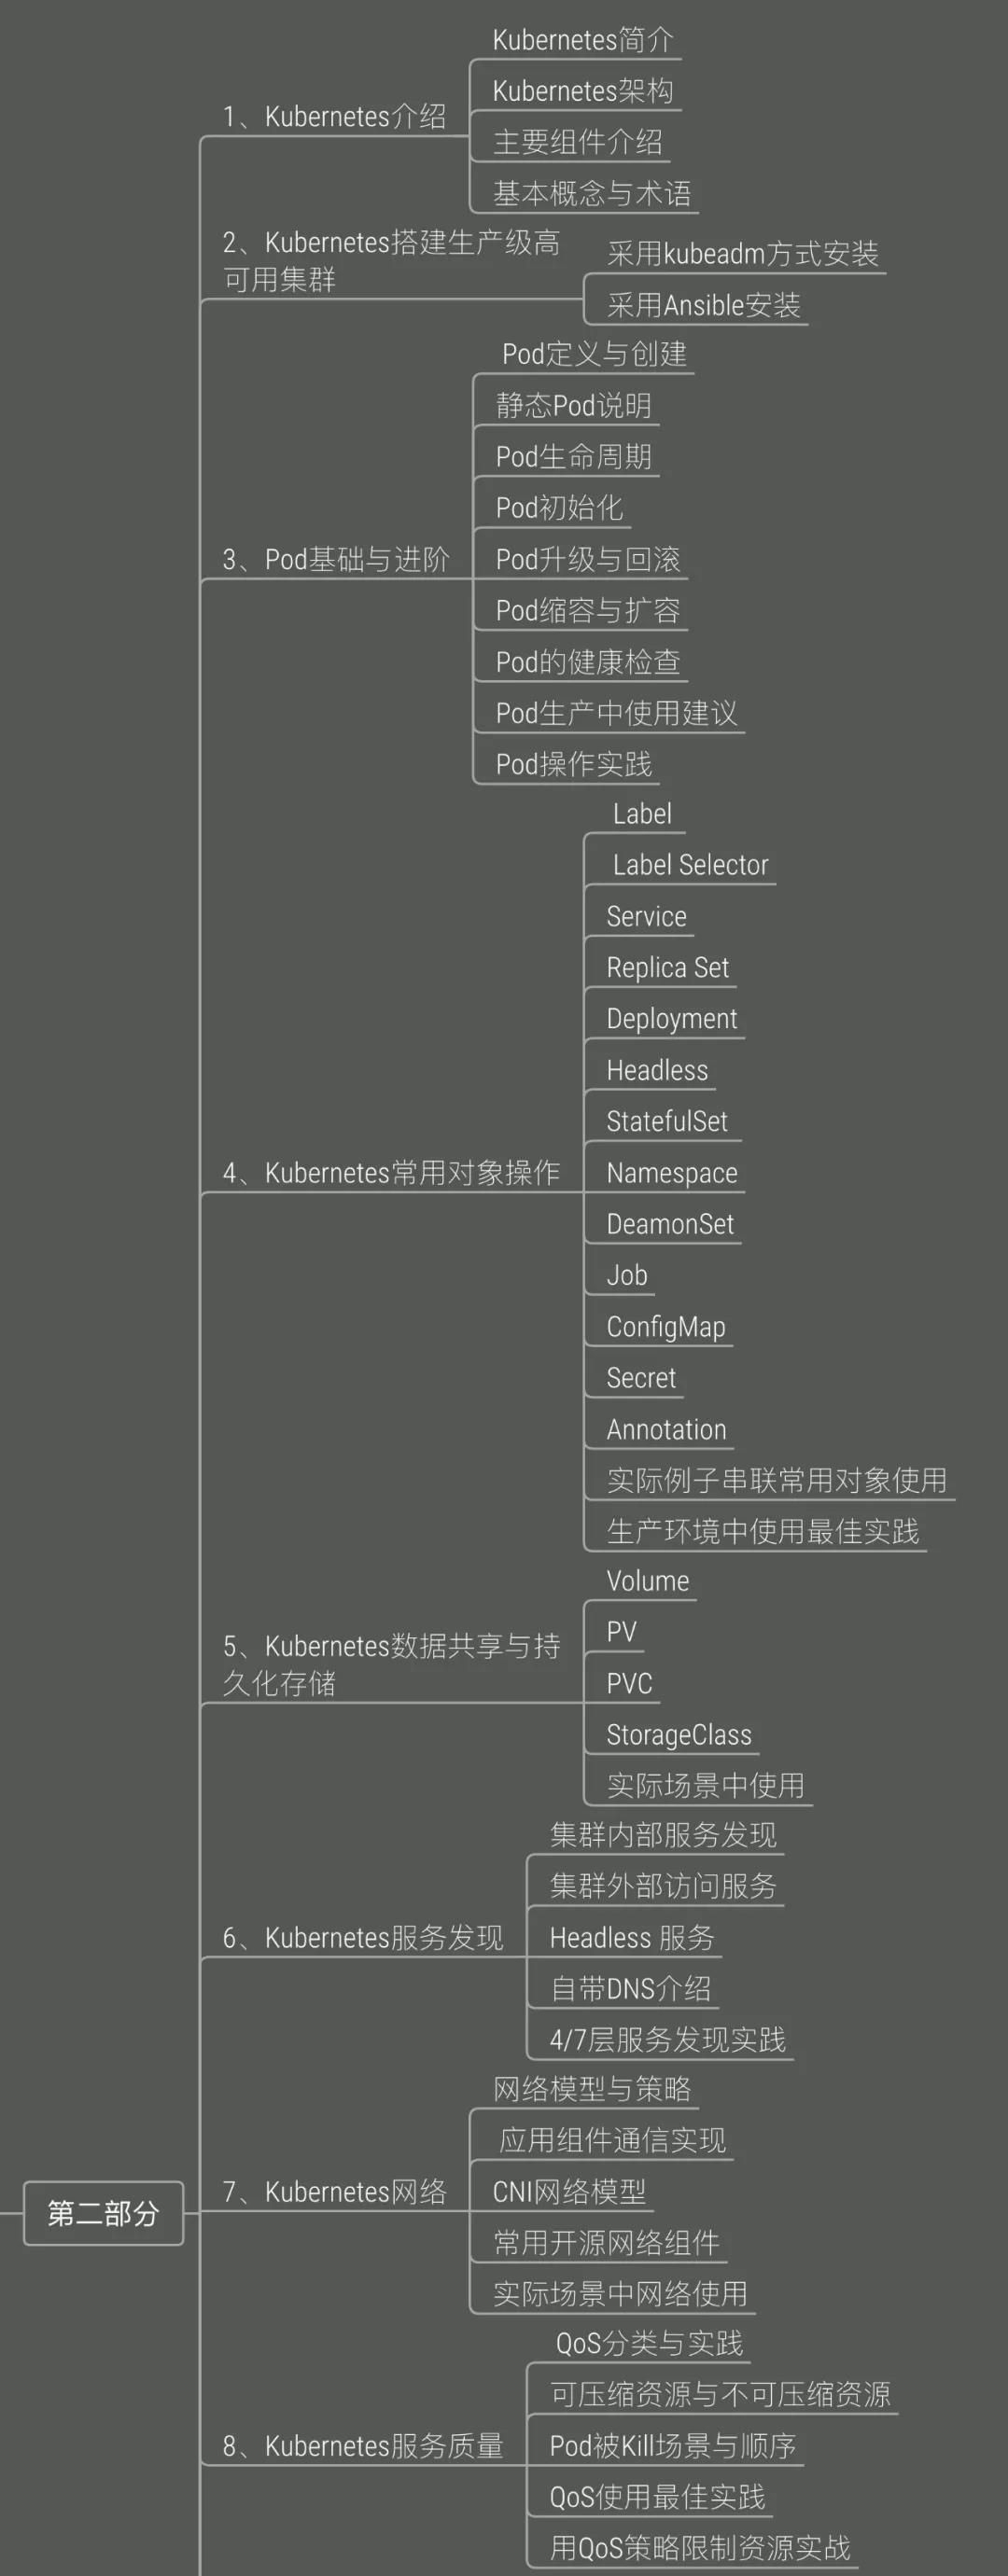 Kubernetes简介
Kubernetes架构
1、Kubernetes介绍
主要组件介绍
基本概念与术语
2、Kubernetes搭建生产级高
可用集群
采用kubeadm方式安装
采用Ansible安装
Pod定义与创建
静态Pod说明
Pod生命周期
Pod初始化
3、Pod基础与进阶
Pod升级与回滚
Pod缩容与扩容
Pod的健康检查
Pod生产中使用建议
Pod操作实践
Label
Label Selector
Service
Replica Set
Deployment
Headless
StatefulSet
4、Kubernetes常用对象操作
Namespace
DeamonSet
Job
ConfigMap
Secret
Annotation
实际例子串联常用对象使用
生产环境中使用最佳实践
Volume
PV
5、Kubernetes数据共享与持
久化存储
PVC
StorageClass
实际场景中使用
集群内部服务发现
集群外部访问服务
6、Kubernetes服务发现
Headless 服务
自带DNS介绍
4/7层服务发现实践
网络模型与策略
应用组件通信实现
第二部分
7、Kubernetes网络
CNI网络模型
常用开源网络组件
实际场景中网络使用
QoS分类与实践
可压缩资源与不可压缩资源
8、Kubernetes服务质量
Pod被Kill场景与顺序
QoS使用最佳实践
用QoS策略限制资源实战